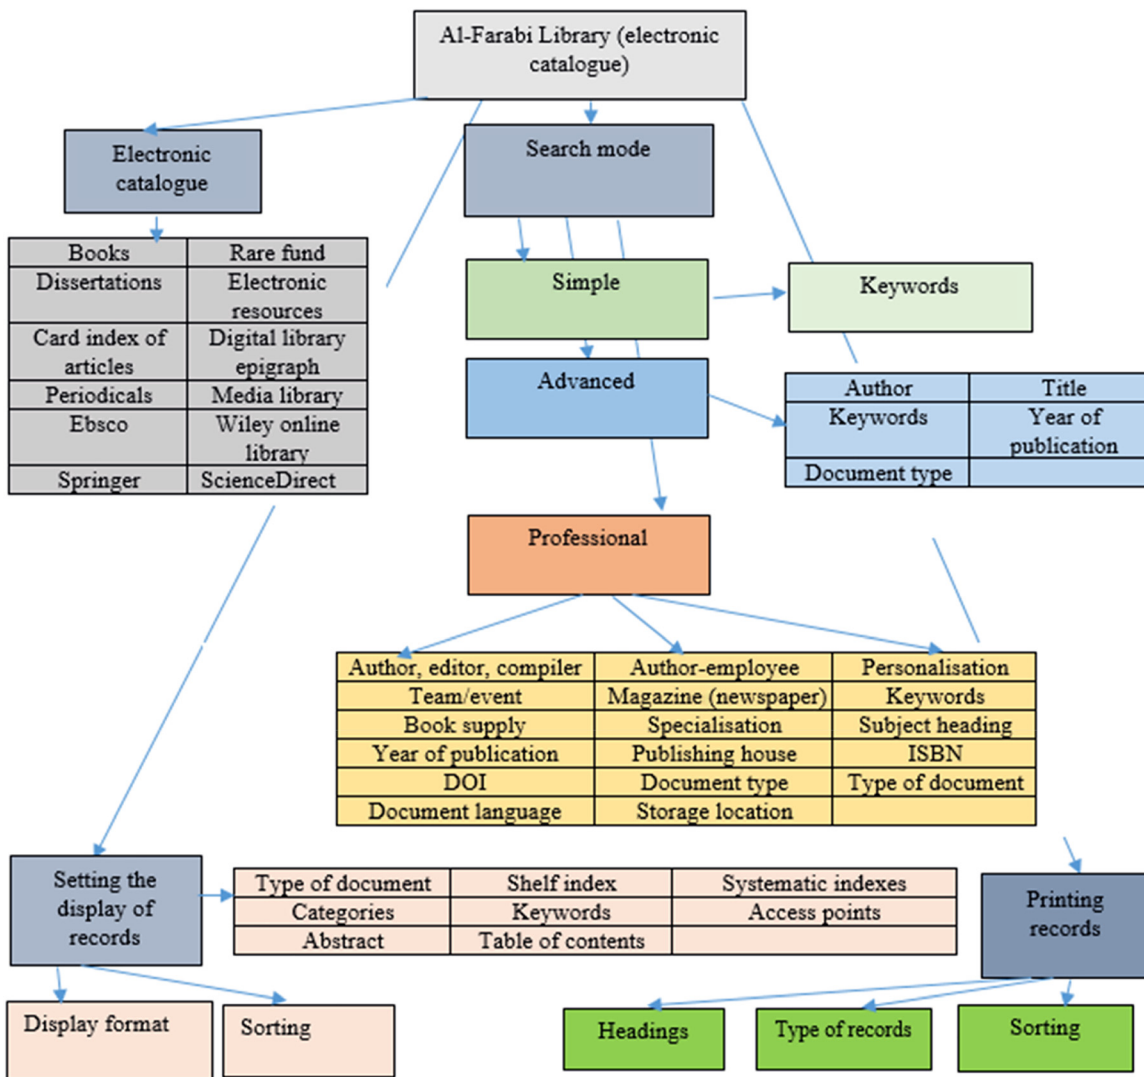 Al-Farabi Library (electronic
catalogue)
Electronic
catalogue
Search mode
Books
Rare fund
Dissertations
Electronic
resources
Card index of
articles
Digital library
epigraph
Periodicals
Media library
Ebsco
Wiley online
library
Springer
ScienceDirect
Simple
Keywords
Advanced
Author
Title
Keywords
Year of
publication
Document type
Professional
Author, editor, compiler
Author-employee
Personalisation
Team/event
Magazine (newspaper)
Keywords
Book supply
Specialisation
Subject heading
Year of publication
Publishing house
ISBN
DOI
Document type
Type of document
Document language
Storage location
Setting the
display of
records
Type of document
Shelf index
Systematic indexes
Categories
Keywords
Access points
Abstract
Table of contents
Printing
records
Display format
Sorting
Headings
Type of records
Sorting